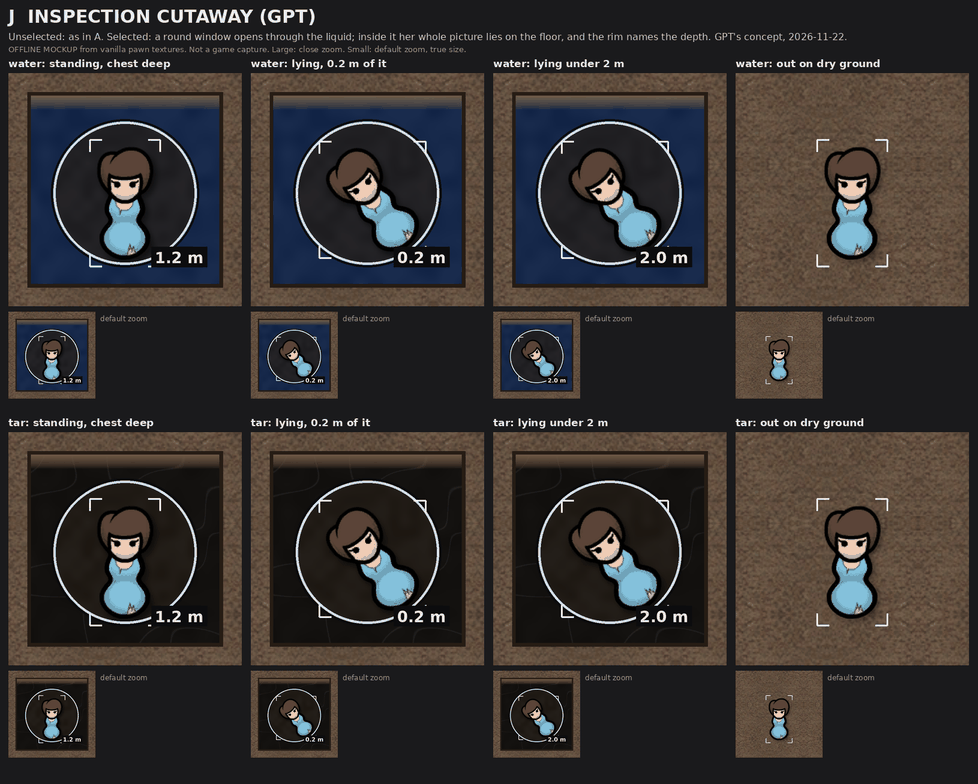 J INSPECTION CUTAWAY (GPT)
Unselected: as in A. Selected: a round window opens through the liquid; inside it her whole picture lies on the floor, and the rim names the depth. GPT's concept, 2026-11-22.
OFFLINE MOCKUP from vanilla pawn textures. Not a game capture. Large: close zoom. Small: default zoom, true size.
water: standing, chest deep
water: lying, 0.2 m of it
water: lying under 2 m
water: out on dry ground
1.2 m
0.2 m
2.0 m
default zoom
default zoom
default zoom
default zoom
1.2 m
0.2 m
2.0 m
tar: standing, chest deep
tar: lying, 0.2 m of it
tar: lying under 2 m
tar: out on dry ground
1.2 m
0.2 m
2.0 m
default zoom
default zoom
default zoom
default zoom
1.2 m
0.2 m
2.0 m